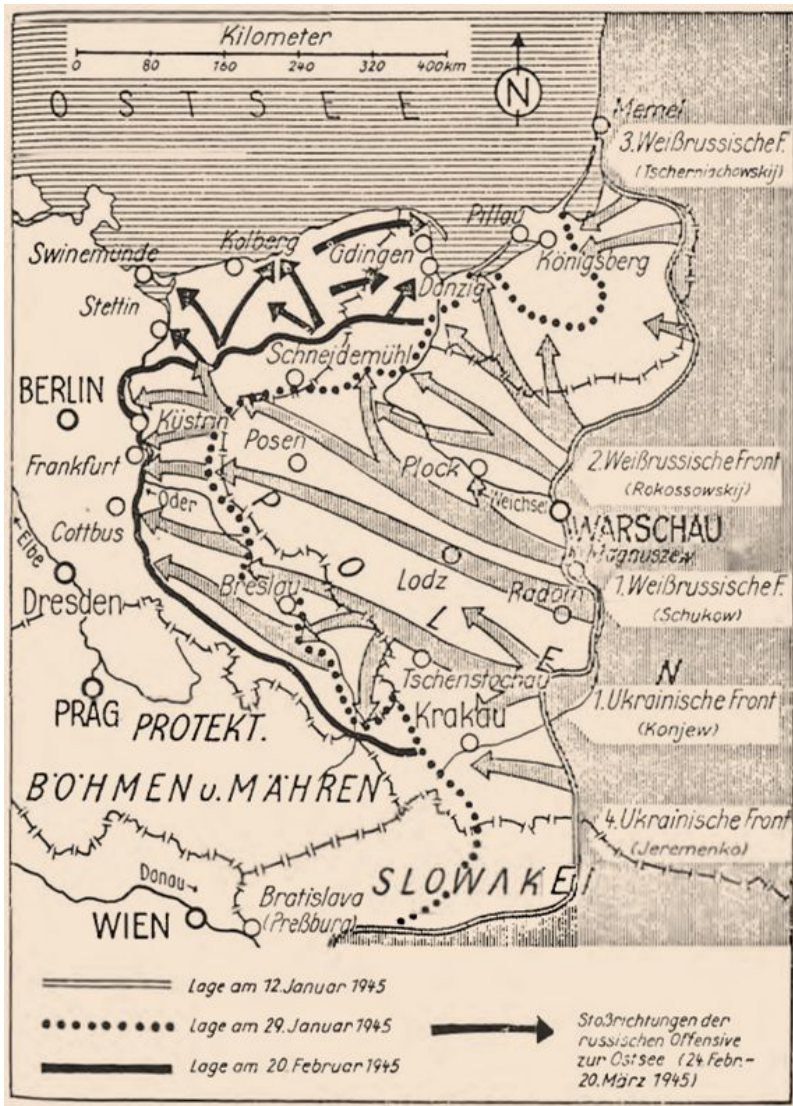 Kilometer
0 80 160 240 320 400km
N
OSTSEE
Memel
3. Weißrussische F.
(Tscherniachowskij)
Pillau
Königsberg
Swinemünde
Kolberg
Gdingen
Danzig
Stettin
Schneidemühl
BERLIN
Küstrin
Posen
Plock
2. Weißrussische Front
(Rokossowskij)
Frankfurt
Weichsel
←Oder
WARSCHAU
Magnuszew
Cottbus
←Elbe
Lodz
Radom
1. Weißrussische F.
(Schukow)
Dresden
Breslau
POLEN
Tschenstochau
1. Ukrainische Front
(Konjew)
PRAG
PROTEKT.
Krakau
BÖHMEN u. MÄHREN
4. Ukrainische Front
(Jeremenko)
SLOWAKEI
Donau→
Bratislava
(Preßburg)
WIEN
Lage am 12. Januar 1945
Lage am 29. Januar 1945
Lage am 20. Februar 1945
Stoßrichtungen der
russischen Offensive
zur Ostsee (24. Febr.–
20. März 1945)